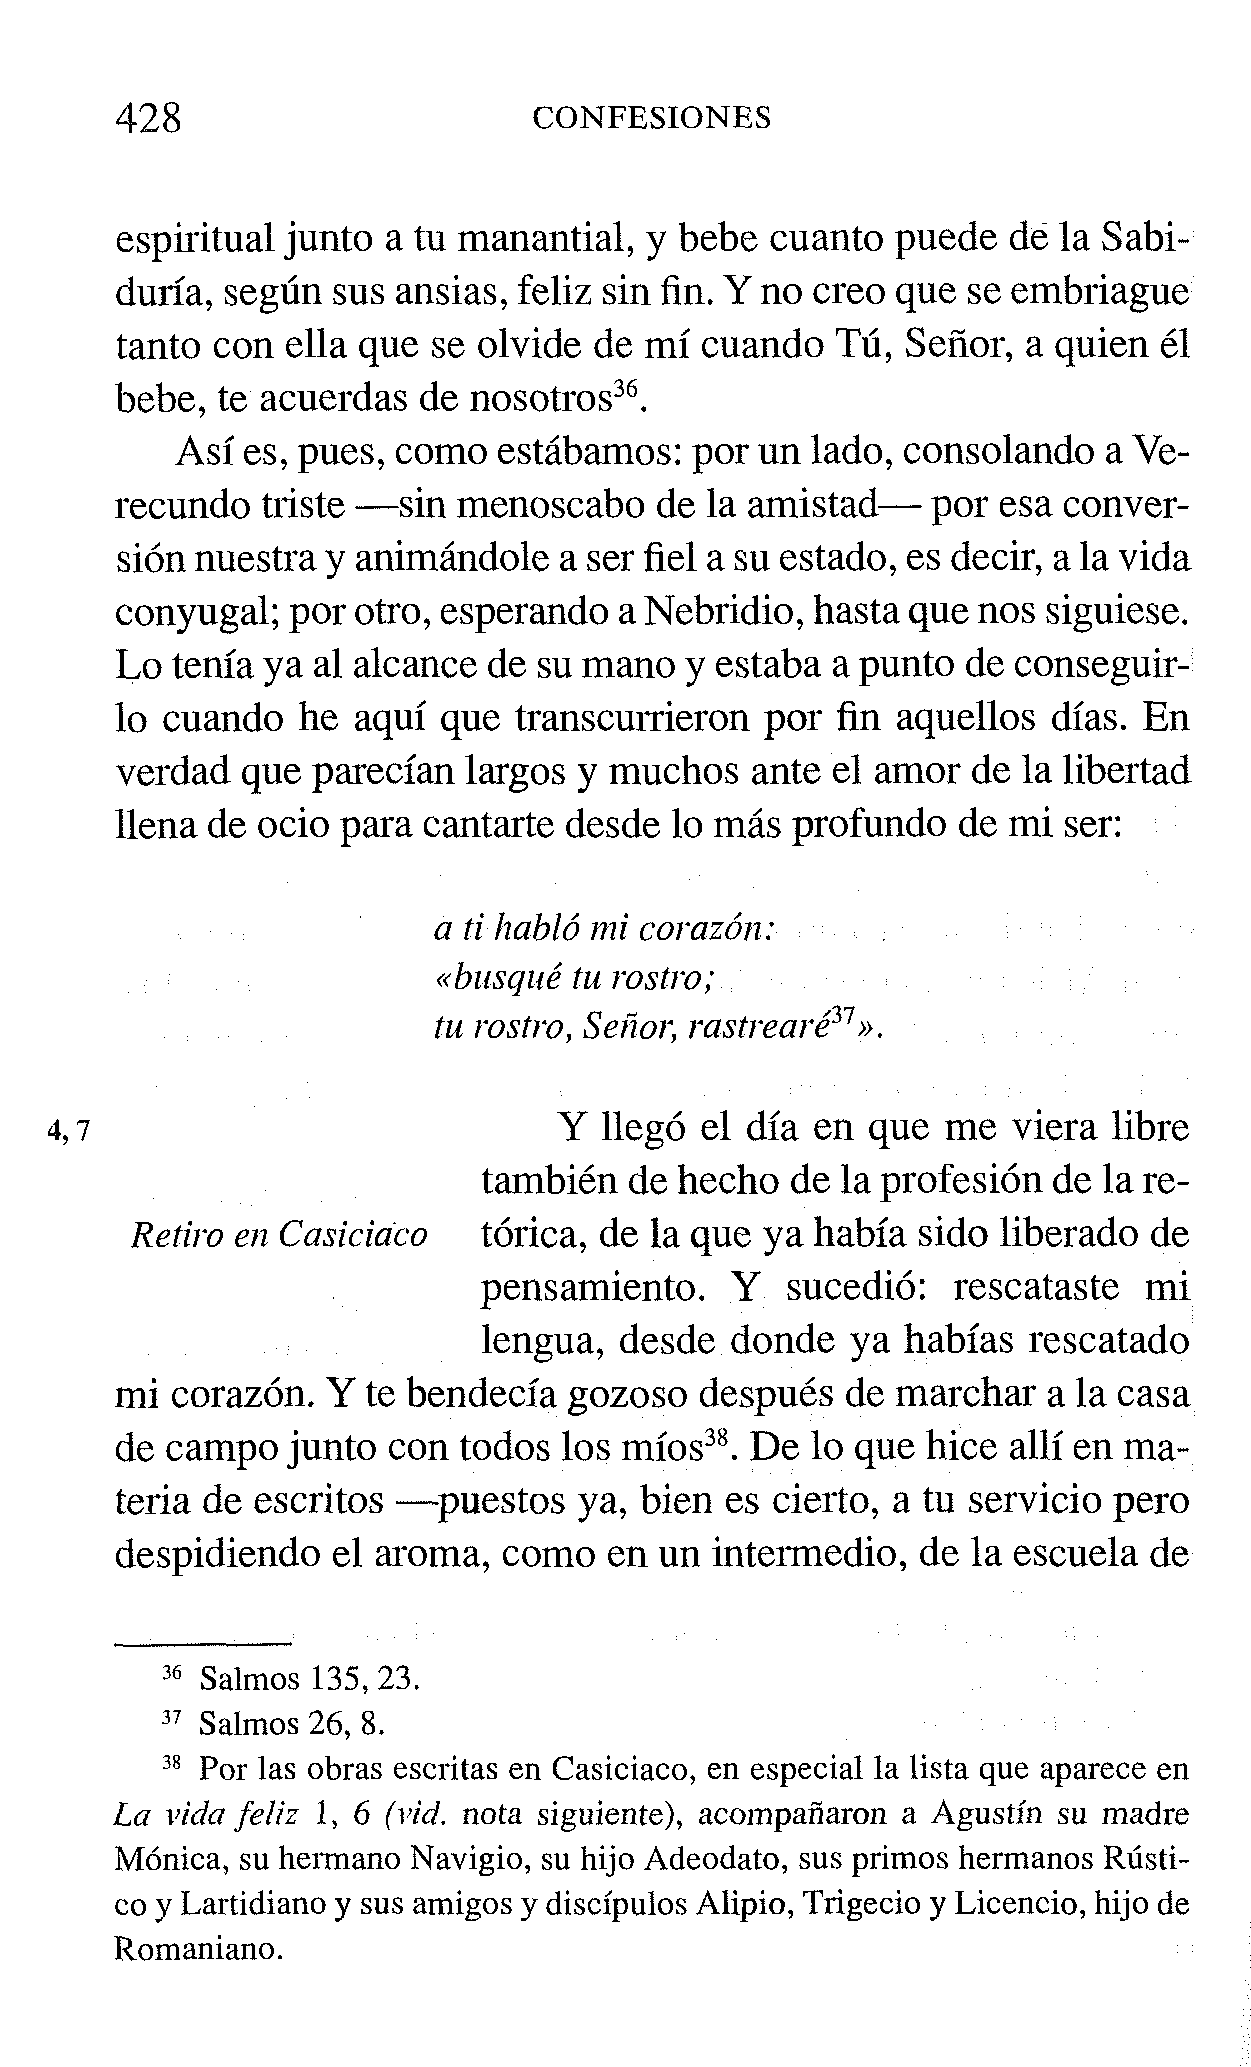 428 CONFESIONES
espiritual junto a tu manantial, y bebe cuanto puede de la Sabi-
duría, según sus ansias, feliz sin fin. Y no creo que se embriague
tanto con ella que se olvide de mí cuando Tú, Señor, a quien él
bebe, te acuerdas de nosotros³⁶.
Así es, pues, como estábamos: por un lado, consolando a Ve-
recundo triste —sin menoscabo de la amistad— por esa conver-
sión nuestra y animándole a ser fiel a su estado, es decir, a la vida
conyugal; por otro, esperando a Nebridio, hasta que nos siguiese.
Lo tenía ya al alcance de su mano y estaba a punto de conseguir-
lo cuando he aquí que transcurrieron por fin aquellos días. En
verdad que parecían largos y muchos ante el amor de la libertad
llena de ocio para cantarte desde lo más profundo de mi ser:
a ti habló mi corazón:
«busqué tu rostro;
tu rostro, Señor, rastrearé³⁷».
4, 7 Y llegó el día en que me viera libre
también de hecho de la profesión de la re-
Retiro en Casiciaco tórica, de la que ya había sido liberado de
pensamiento. Y sucedió: rescataste mi
lengua, desde donde ya habías rescatado
mi corazón. Y te bendecía gozoso después de marchar a la casa
de campo junto con todos los míos³⁸. De lo que hice allí en ma-
teria de escritos —puestos ya, bien es cierto, a tu servicio pero
despidiendo el aroma, como en un intermedio, de la escuela de
³⁶ Salmos 135, 23.
³⁷ Salmos 26, 8.
³⁸ Por las obras escritas en Casiciaco, en especial la lista que aparece en
La vida feliz 1, 6 (vid. nota siguiente), acompañaron a Agustín su madre
Mónica, su hermano Navigio, su hijo Adeodato, sus primos hermanos Rústi-
co y Lartidiano y sus amigos y discípulos Alipio, Trigecio y Licencio, hijo de
Romaniano.